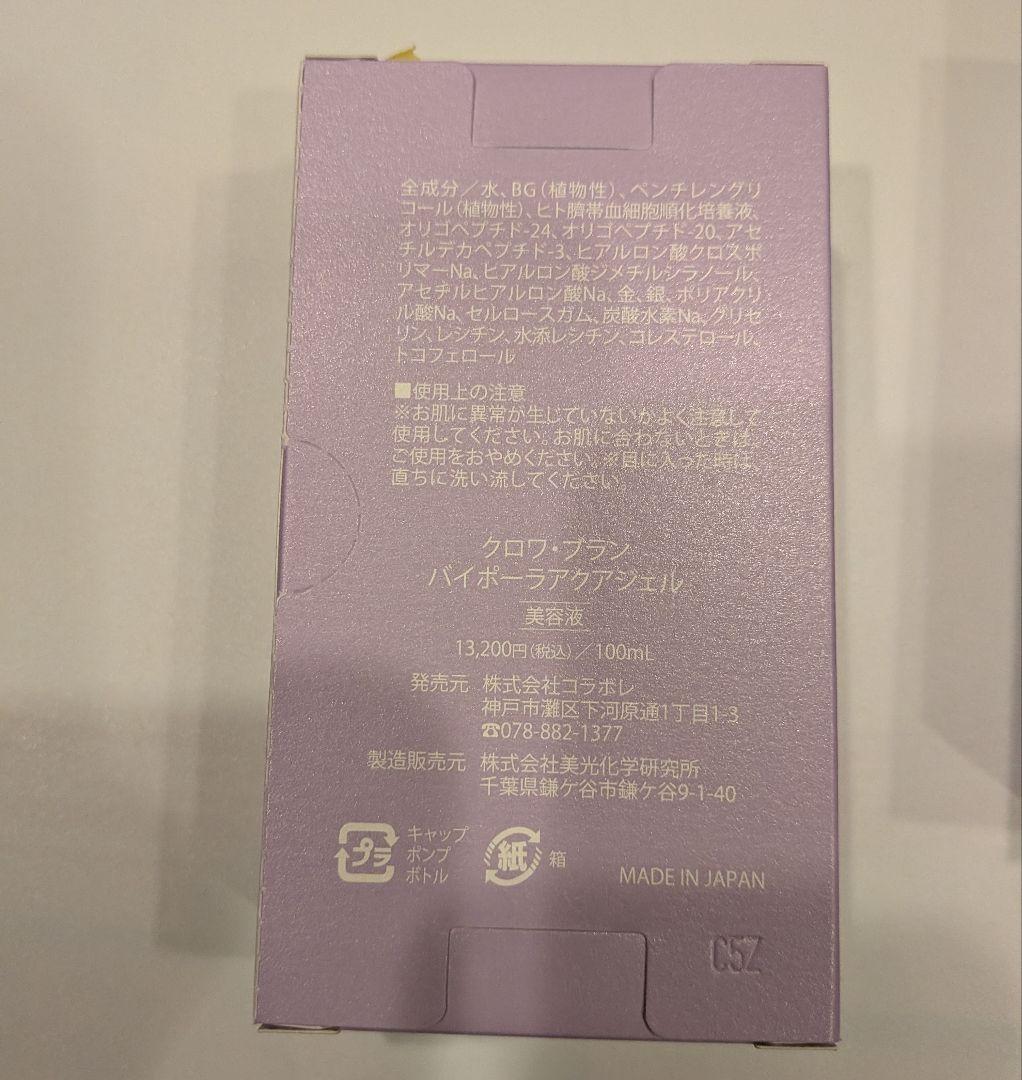 全成分／水、BG（植物性）、ペンチレングリ
コール（植物性）、ヒト臍帯血細胞順化培養液、
オリゴペプチド-24、オリゴペプチド-20、アセ
チルデカペプチド-3、ヒアルロン酸クロスポ
リマーNa、ヒアルロン酸ジメチルシラノール、
アセチルヒアルロン酸Na、金、銀、ポリアクリ
ル酸Na、セルロースガム、炭酸水素Na、グリセ
リン、レシチン、水添レシチン、コレステロール、
トコフェロール
■使用上の注意
※お肌に異常が生じていないかよく注意して
使用してください。お肌に合わないときは、
ご使用をおやめください。※目に入った時は、
直ちに洗い流してください。
クロワ・ブラン
バイポーラアクアジェル
美容液
13,200円（税込）／100mL
発売元 株式会社コラボレ
神戸市灘区下河原通1丁目1-3
☎078-882-1377
製造販売元 株式会社美光化学研究所
千葉県鎌ケ谷市鎌ケ谷9-1-40
プラ キャップ
ポンプ
ボトル
紙 箱
MADE IN JAPAN
C5Z